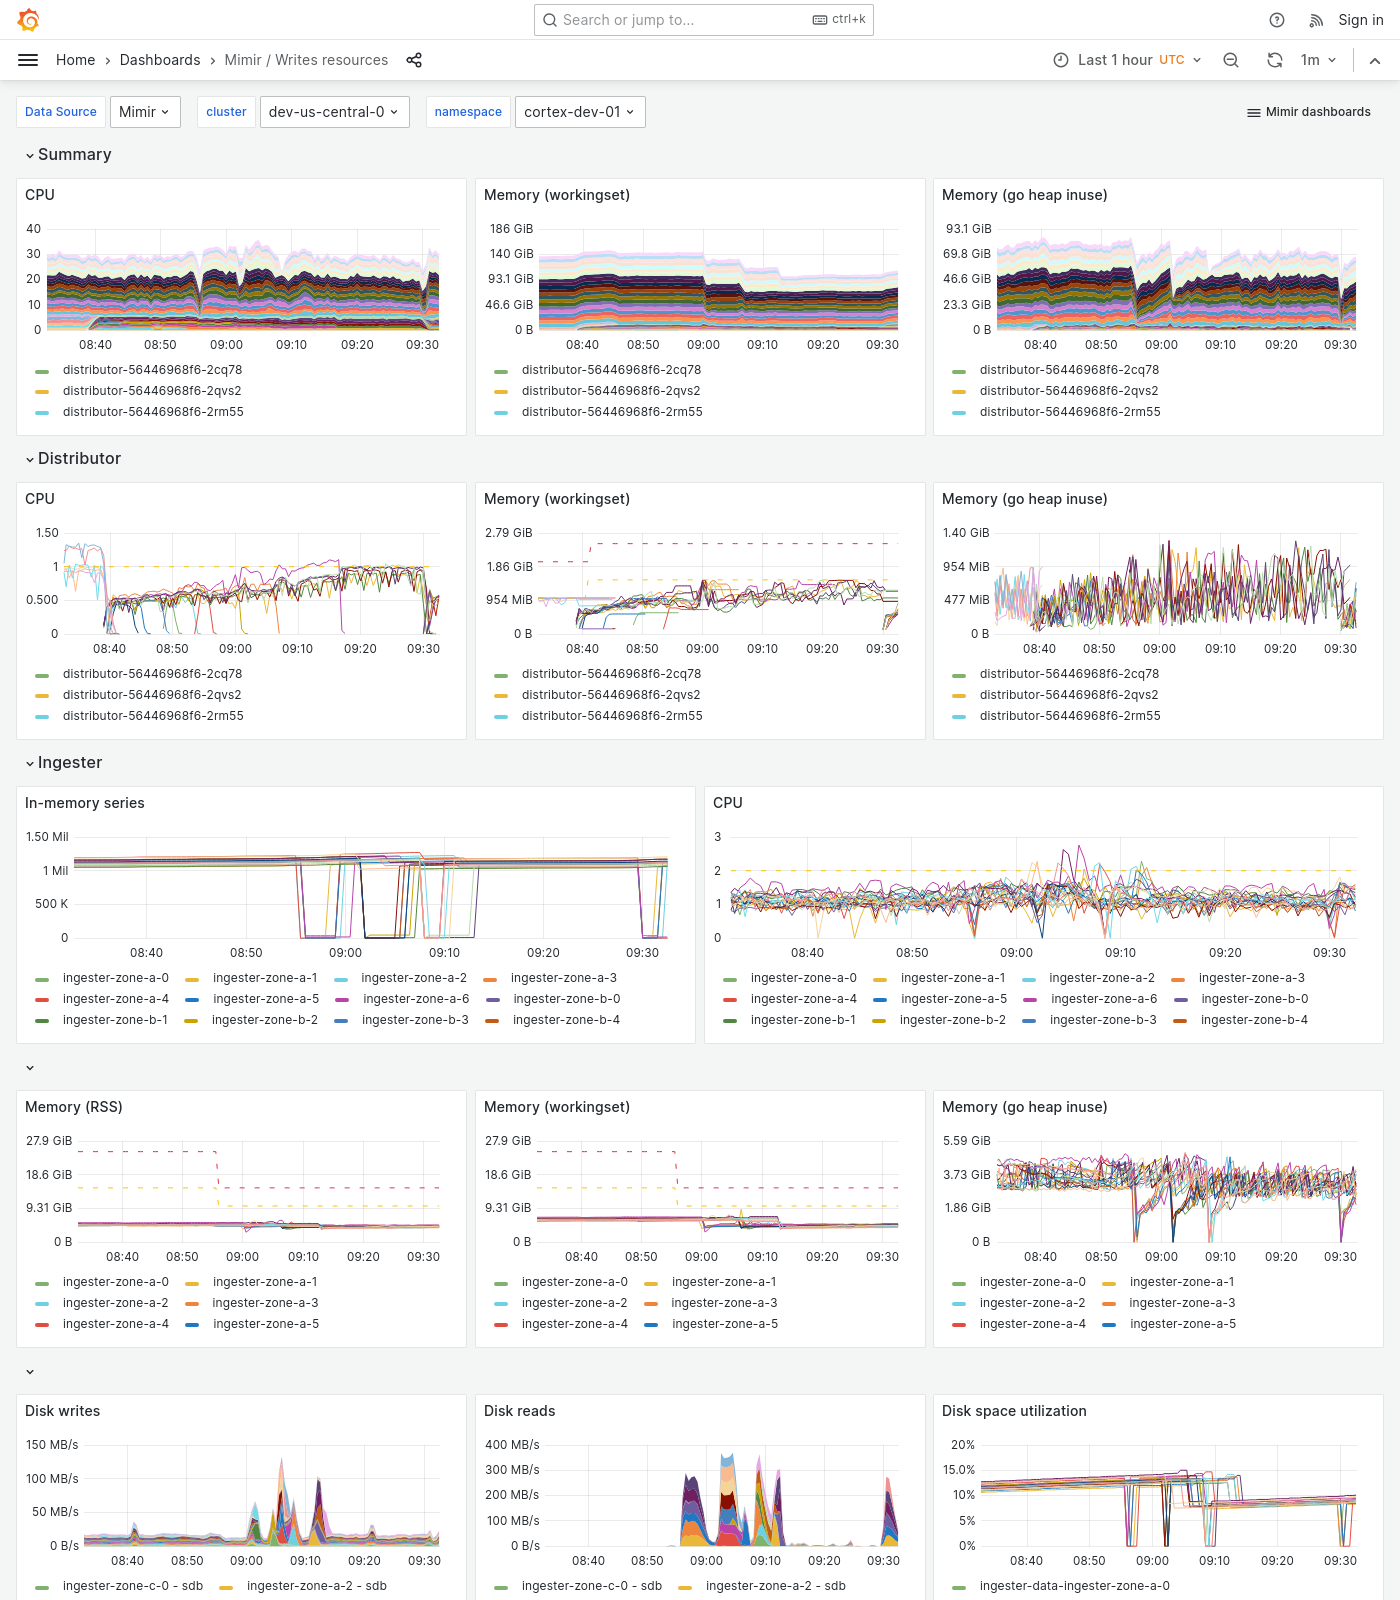 Search or jump to... ctrl+k Sign in
Home Dashboards Mimir / Writes resources Last 1 hour UTC 1m
Data Source Mimir cluster dev-us-central-0 namespace cortex-dev-01 Mimir dashboards
Summary
CPU
40
30
20
10
0
08:40 08:50 09:00 09:10 09:20 09:30
distributor-56446968f6-2cq78
distributor-56446968f6-2qvs2
distributor-56446968f6-2rm55
Memory (workingset)
186 GiB
140 GiB
93.1 GiB
46.6 GiB
0 B
08:40 08:50 09:00 09:10 09:20 09:30
distributor-56446968f6-2cq78
distributor-56446968f6-2qvs2
distributor-56446968f6-2rm55
Memory (go heap inuse)
93.1 GiB
69.8 GiB
46.6 GiB
23.3 GiB
0 B
08:40 08:50 09:00 09:10 09:20 09:30
distributor-56446968f6-2cq78
distributor-56446968f6-2qvs2
distributor-56446968f6-2rm55
Distributor
CPU
1.50
1
0.500
0
08:40 08:50 09:00 09:10 09:20 09:30
distributor-56446968f6-2cq78
distributor-56446968f6-2qvs2
distributor-56446968f6-2rm55
Memory (workingset)
2.79 GiB
1.86 GiB
954 MiB
0 B
08:40 08:50 09:00 09:10 09:20 09:30
distributor-56446968f6-2cq78
distributor-56446968f6-2qvs2
distributor-56446968f6-2rm55
Memory (go heap inuse)
1.40 GiB
954 MiB
477 MiB
0 B
08:40 08:50 09:00 09:10 09:20 09:30
distributor-56446968f6-2cq78
distributor-56446968f6-2qvs2
distributor-56446968f6-2rm55
Ingester
In-memory series
1.50 Mil
1 Mil
500 K
0
08:40 08:50 09:00 09:10 09:20 09:30
ingester-zone-a-0 ingester-zone-a-1 ingester-zone-a-2 ingester-zone-a-3
ingester-zone-a-4 ingester-zone-a-5 ingester-zone-a-6 ingester-zone-b-0
ingester-zone-b-1 ingester-zone-b-2 ingester-zone-b-3 ingester-zone-b-4
CPU
3
2
1
0
08:40 08:50 09:00 09:10 09:20 09:30
ingester-zone-a-0 ingester-zone-a-1 ingester-zone-a-2 ingester-zone-a-3
ingester-zone-a-4 ingester-zone-a-5 ingester-zone-a-6 ingester-zone-b-0
ingester-zone-b-1 ingester-zone-b-2 ingester-zone-b-3 ingester-zone-b-4
Memory (RSS)
27.9 GiB
18.6 GiB
9.31 GiB
0 B
08:40 08:50 09:00 09:10 09:20 09:30
ingester-zone-a-0 ingester-zone-a-1
ingester-zone-a-2 ingester-zone-a-3
ingester-zone-a-4 ingester-zone-a-5
Memory (workingset)
27.9 GiB
18.6 GiB
9.31 GiB
0 B
08:40 08:50 09:00 09:10 09:20 09:30
ingester-zone-a-0 ingester-zone-a-1
ingester-zone-a-2 ingester-zone-a-3
ingester-zone-a-4 ingester-zone-a-5
Memory (go heap inuse)
5.59 GiB
3.73 GiB
1.86 GiB
0 B
08:40 08:50 09:00 09:10 09:20 09:30
ingester-zone-a-0 ingester-zone-a-1
ingester-zone-a-2 ingester-zone-a-3
ingester-zone-a-4 ingester-zone-a-5
Disk writes
150 MB/s
100 MB/s
50 MB/s
0 B/s
08:40 08:50 09:00 09:10 09:20 09:30
ingester-zone-c-0 - sdb ingester-zone-a-2 - sdb
Disk reads
400 MB/s
300 MB/s
200 MB/s
100 MB/s
0 B/s
08:40 08:50 09:00 09:10 09:20 09:30
ingester-zone-c-0 - sdb ingester-zone-a-2 - sdb
Disk space utilization
20%
15.0%
10%
5%
0%
08:40 08:50 09:00 09:10 09:20 09:30
ingester-data-ingester-zone-a-0